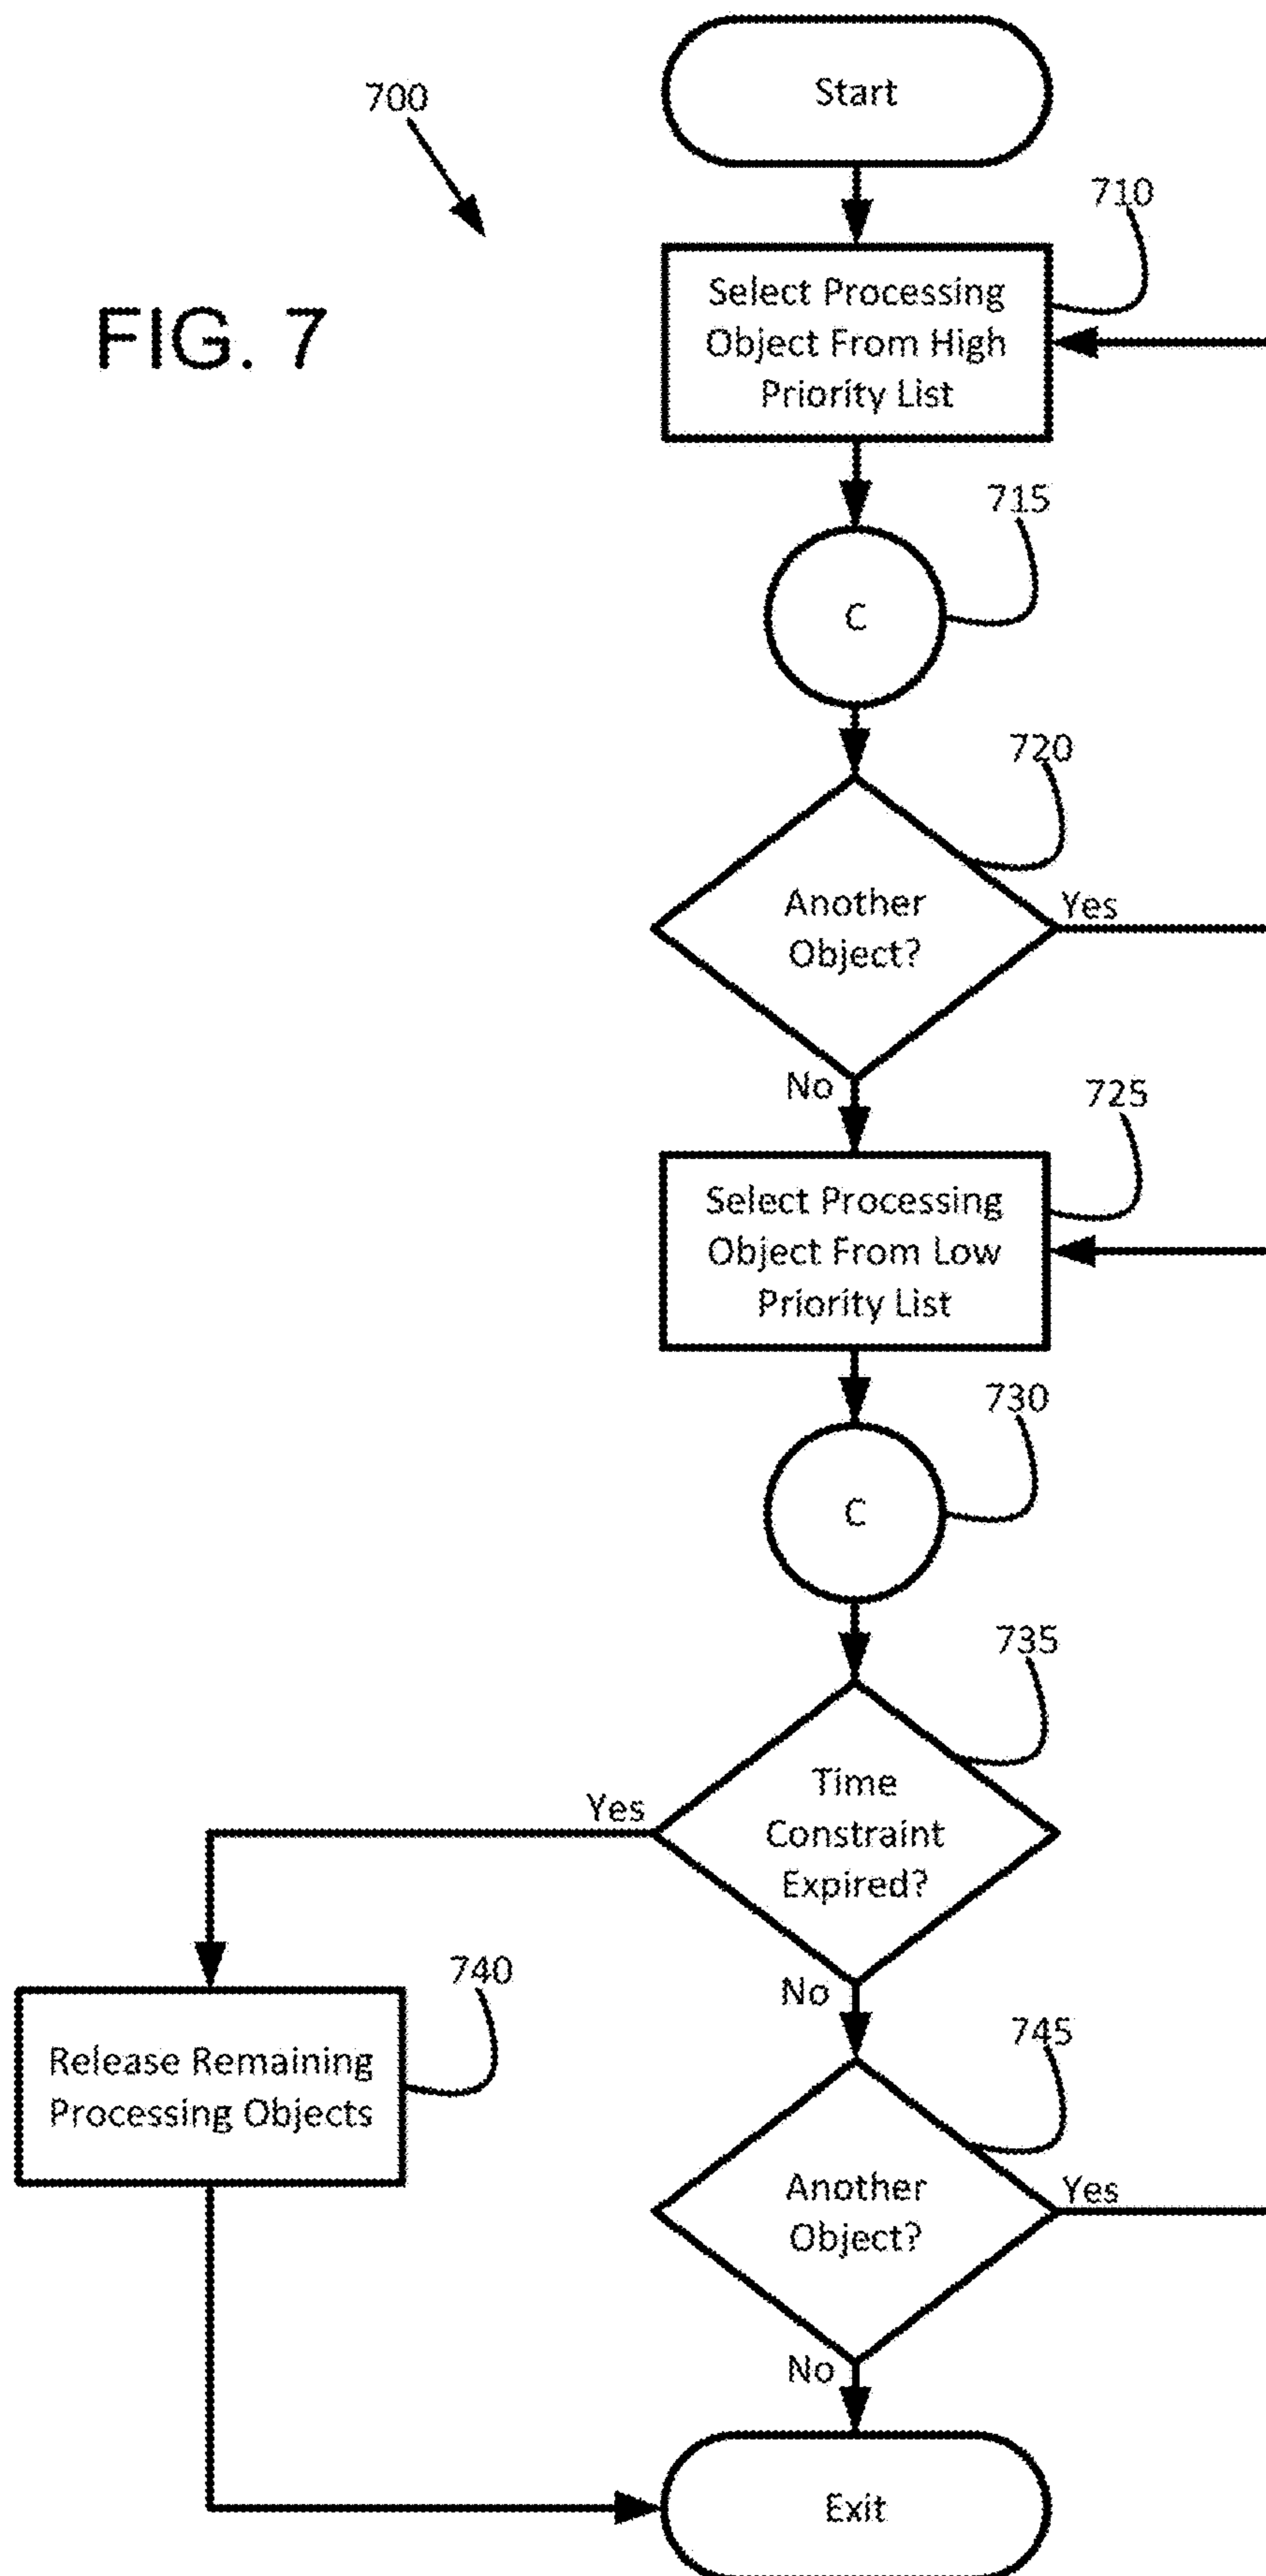 Start
700
710
FIG. 7
Select Processing
Object From High
Priority List
715
C
720
Another
Object?
Yes
No
725
Select Processing
Object From Low
Priority List
730
C
735
Time
Constraint
Expired?
Yes
No
740
Release Remaining
Processing Objects
745
Another
Object?
Yes
No
Exit